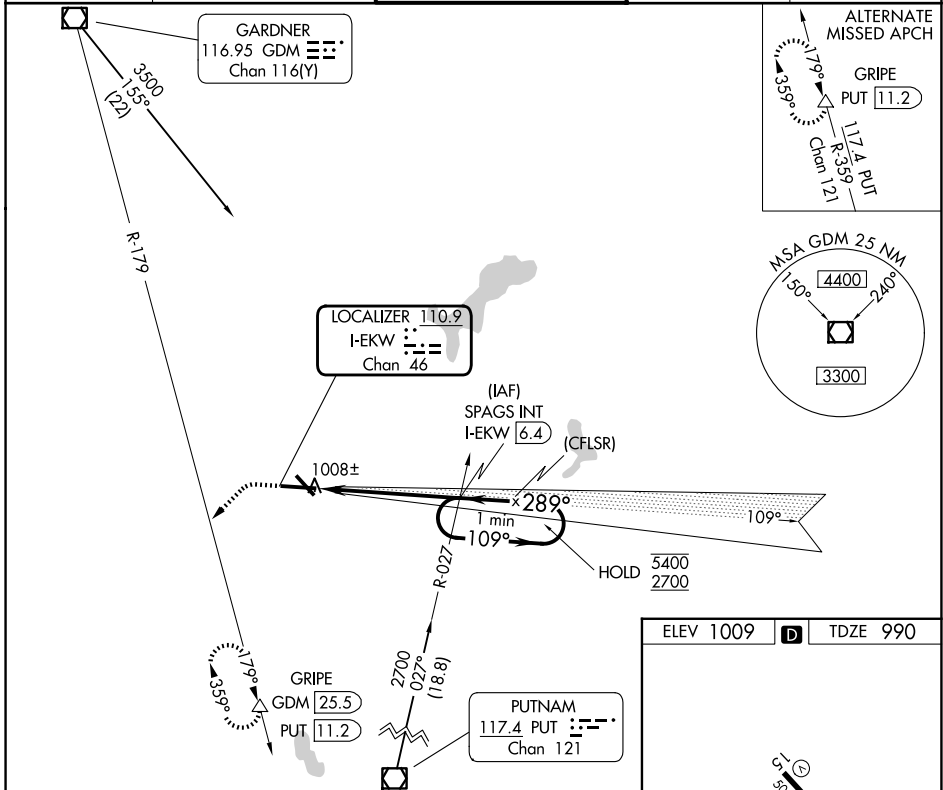 GARDNER
116.95 GDM
Chan 116(Y)
3500
155°
(22)
R-179
ALTERNATE
MISSED APCH
179°
359°
GRIPE
PUT 11.2
117.4 PUT
R-359
Chan 121
MSA GDM 25 NM
150°
4400
240°
3300
LOCALIZER 110.9
I-EKW
Chan 46
(IAF)
SPAGS INT
I-EKW 6.4
(CFLSR)
1008±
x 289°
1 min
109°
109°
HOLD 5400
2700
R-027
2700
027°
(18.8)
179°
359°
GRIPE
GDM 25.5
PUT 11.2
PUTNAM
117.4 PUT
Chan 121
ELEV 1009 D TDZE 990
15
V
50